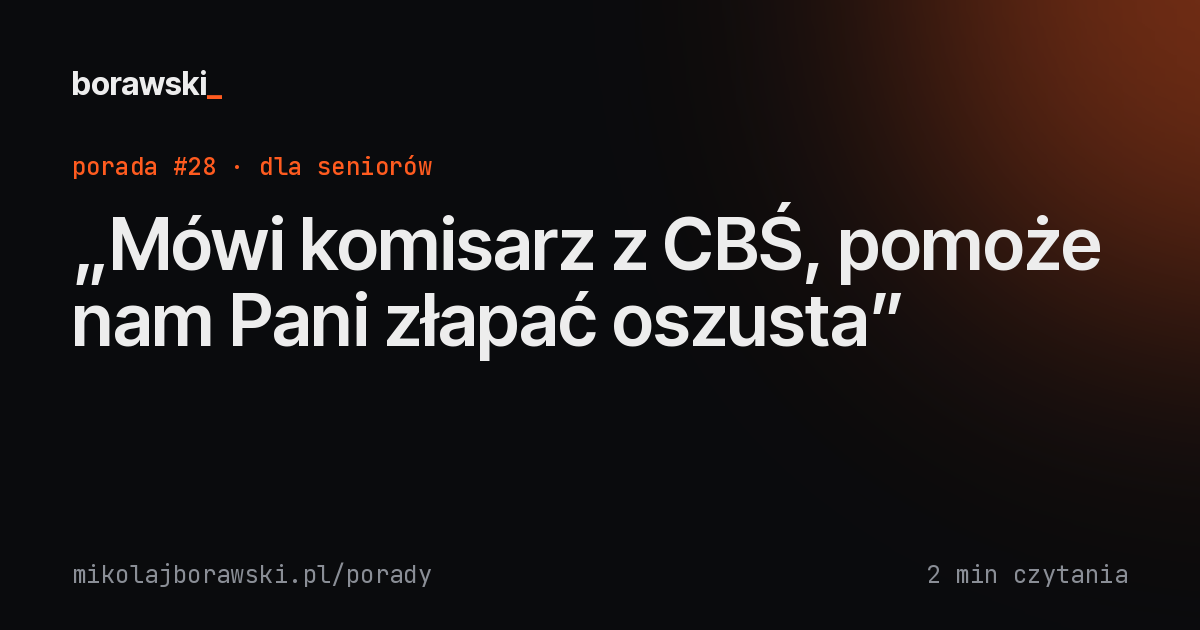 borawski_
porada #28 · dla seniorów
„Mówi komisarz z CBŚ, pomoże
nam Pani złapać oszusta”
mikolajborawski.pl/porady
2 min czytania